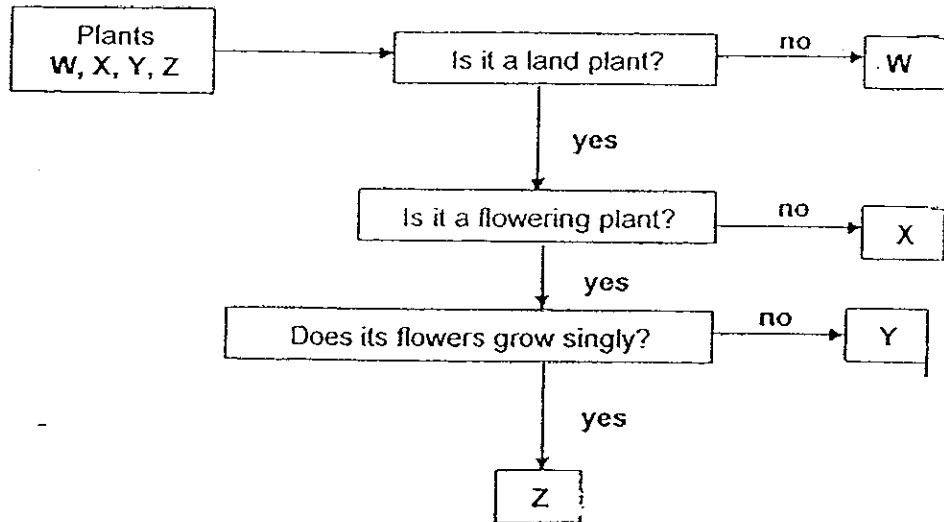 Plants
W, X, Y, Z
Is it a land plant?
no
W
yes
Is it a flowering plant?
no
X
yes
Does its flowers grow singly?
no
Y
yes
Z